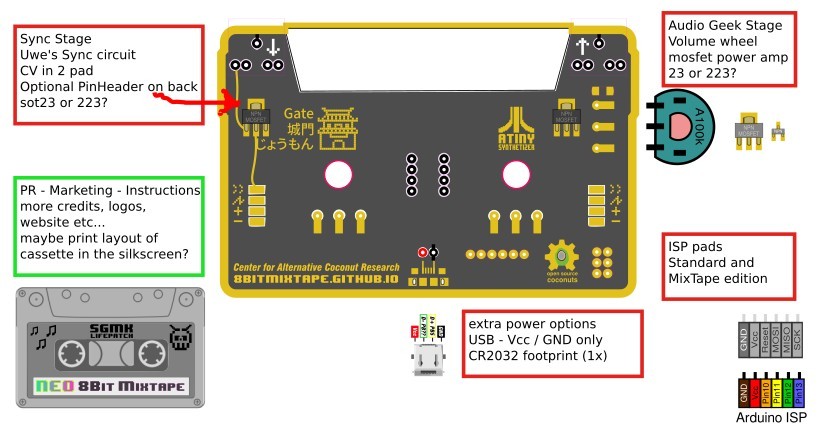 Sync Stage
Uwe's Sync circuit
CV in 2 pad
Optional PinHeader on back
sot23 or 223?
Audio Geek Stage
Volume wheel
mosfet power amp
23 or 223?
NPN
MOSFET
Gate
城門
じょうもん
ATINY
SYNTHETIZER
NPN
MOSFET
A100k
NPN
MOSFET
PR - Marketing - Instructions
more credits, logos,
website etc...
maybe print layout of
cassette in the silkscreen?
Center for Alternative Coconut Research
8BITMIXTAPE.GITHUB.IO
open source
coconuts
ISP pads
Standard and
MixTape edition
SGMK
LIFEPATCH
NEO 8Bit Mixtape
extra power options
USB - Vcc / GND only
CR2032 footprint (1x)
GND
Vcc
Reset
MOSI
MISO
SCK
GND
Vcc
Pin10
Pin11
Pin12
Pin13
Arduino ISP